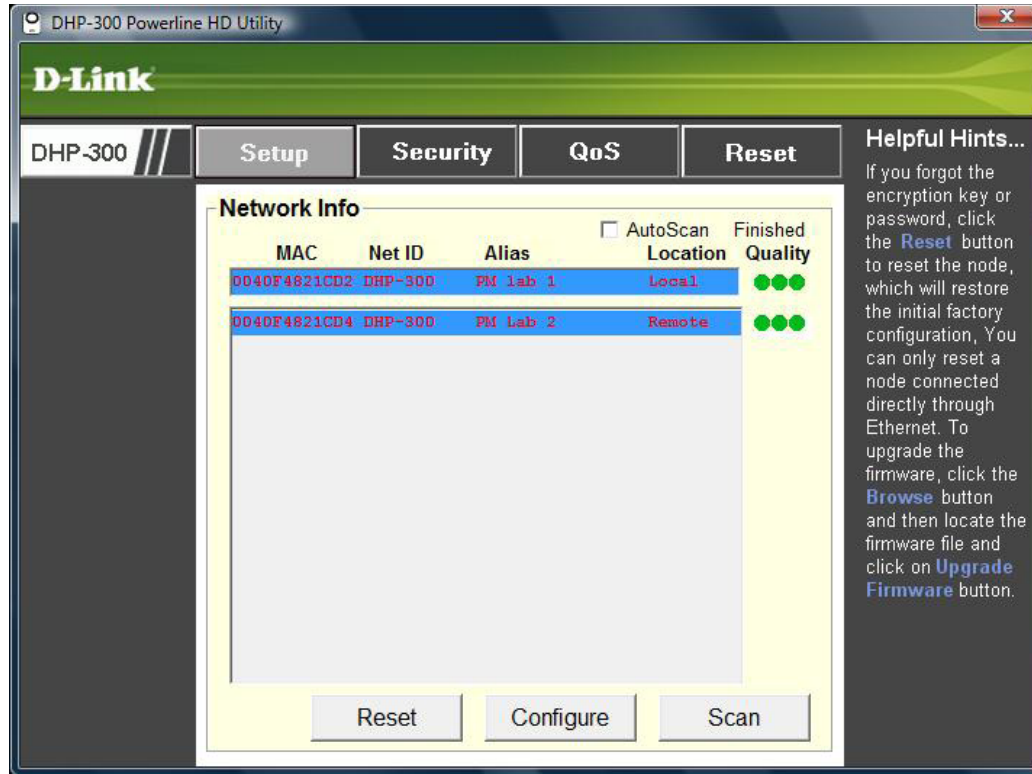 DHP-300 Powerline HD Utility
D-Link
DHP-300
Setup
Security
QoS
Reset
Network Info
AutoScan Finished
MAC Net ID Alias Location Quality
0040F4821CD2 DHP-300 PM lab 1 Local
0040F4821CD4 DHP-300 PM Lab 2 Remote
Reset
Configure
Scan
Helpful Hints...
If you forgot the
encryption key or
password, click
the Reset button
to reset the node,
which will restore
the initial factory
configuration, You
can only reset a
node connected
directly through
Ethernet. To
upgrade the
firmware, click the
Browse button
and then locate the
firmware file and
click on Upgrade
Firmware button.